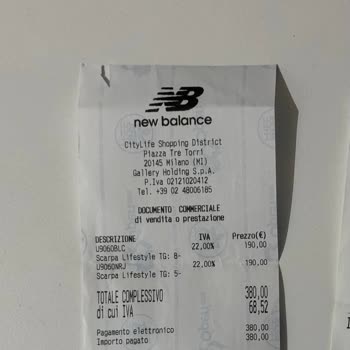 NB
new balance
CityLife Shopping District
Piazza Tre Torri
20145 Milano (MI)
Gallery Holding S.p.A.
P.Iva 02121020412
Tel. +39 02 48006185
DOCUMENTO COMMERCIALE
di vendita o prestazione
DESCRIZIONE IVA Prezzo(€)
U9060BLC 22,00% 190,00
Scarpa Lifestyle TG: 8-
U9060NRJ 22,00% 190,00
Scarpa Lifestyle TG: 5-
TOTALE COMPLESSIVO 380,00
di cui IVA 68,52
Pagamento elettronico 380,00
Importo pagato 380,00